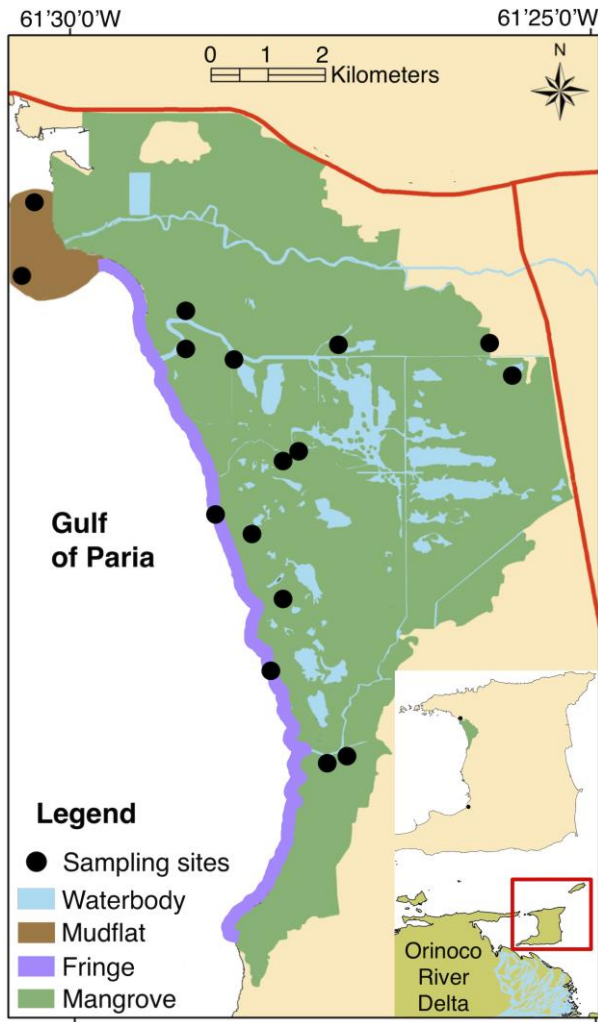 61'30'0"W 61'25'0"W
0 1 2
Kilometers
N
Gulf
of Paria
Legend
Sampling sites
Waterbody
Mudflat
Fringe
Mangrove
Orinoco
River
Delta